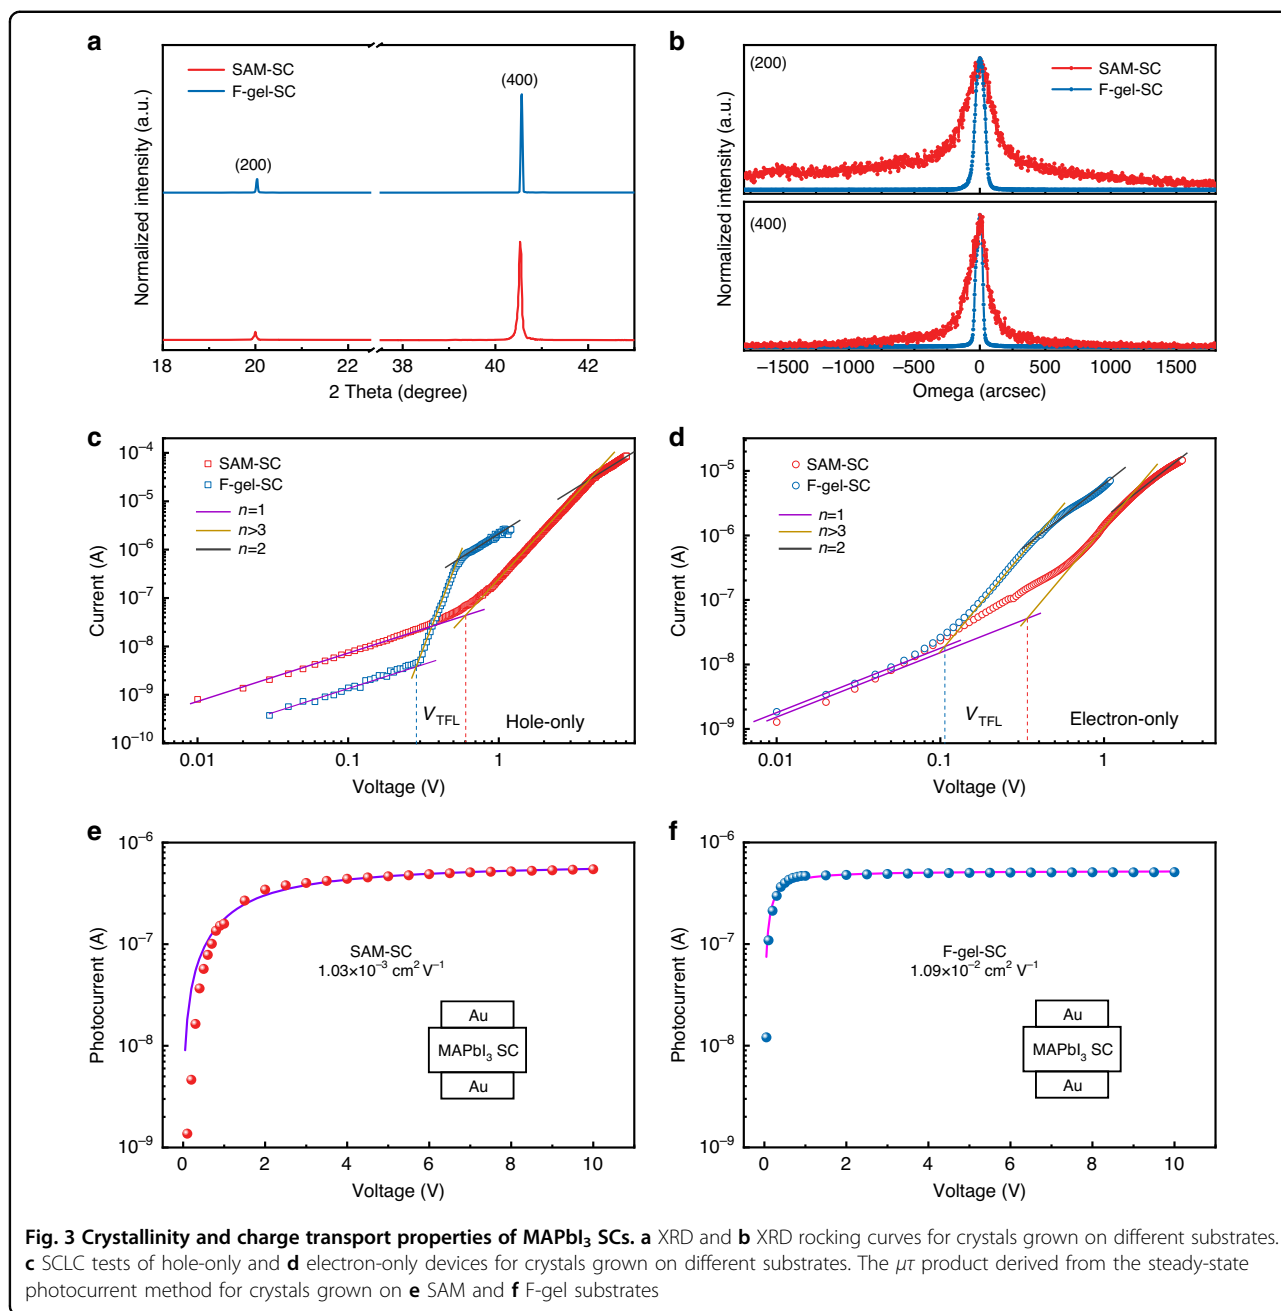 a
SAM-SC
F-gel-SC
(200)
(400)
Normalized intensity (a.u.)
18 20 22 38 40 42
2 Theta (degree)
b
(200)
SAM-SC
F-gel-SC
(400)
Normalized intensity (a.u.)
−1500 −1000 −500 0 500 1000 1500
Omega (arcsec)
c
SAM-SC
F-gel-SC
n=1
n>3
n=2
10⁻⁴
10⁻⁵
10⁻⁶
10⁻⁷
10⁻⁸
10⁻⁹
10⁻¹⁰
Current (A)
V_TFL
Hole-only
0.01 0.1 1
Voltage (V)
d
SAM-SC
F-gel-SC
n=1
n>3
n=2
10⁻⁵
10⁻⁶
10⁻⁷
10⁻⁸
10⁻⁹
Current (A)
V_TFL
Electron-only
0.01 0.1 1
Voltage (V)
e
10⁻⁶
10⁻⁷
10⁻⁸
10⁻⁹
Photocurrent (A)
SAM-SC
1.03×10⁻³ cm² V⁻¹
Au
MAPbI₃ SC
Au
0 2 4 6 8 10
Voltage (V)
f
10⁻⁶
10⁻⁷
10⁻⁸
10⁻⁹
Photocurrent (A)
F-gel-SC
1.09×10⁻² cm² V⁻¹
Au
MAPbI₃ SC
Au
0 2 4 6 8 10
Voltage (V)
Fig. 3 Crystallinity and charge transport properties of MAPbI₃ SCs. a XRD and b XRD rocking curves for crystals grown on different substrates.
c SCLC tests of hole-only and d electron-only devices for crystals grown on different substrates. The μτ product derived from the steady-state
photocurrent method for crystals grown on e SAM and f F-gel substrates